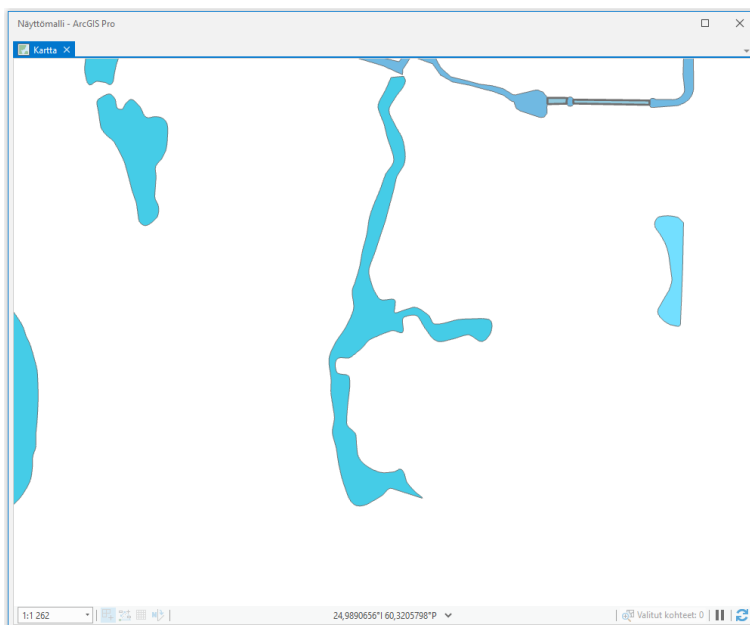 Näyttömalli - ArcGIS Pro
Kartta
1:1 262
24,9890656°I 60,3205798°P
Valitut kohteet: 0